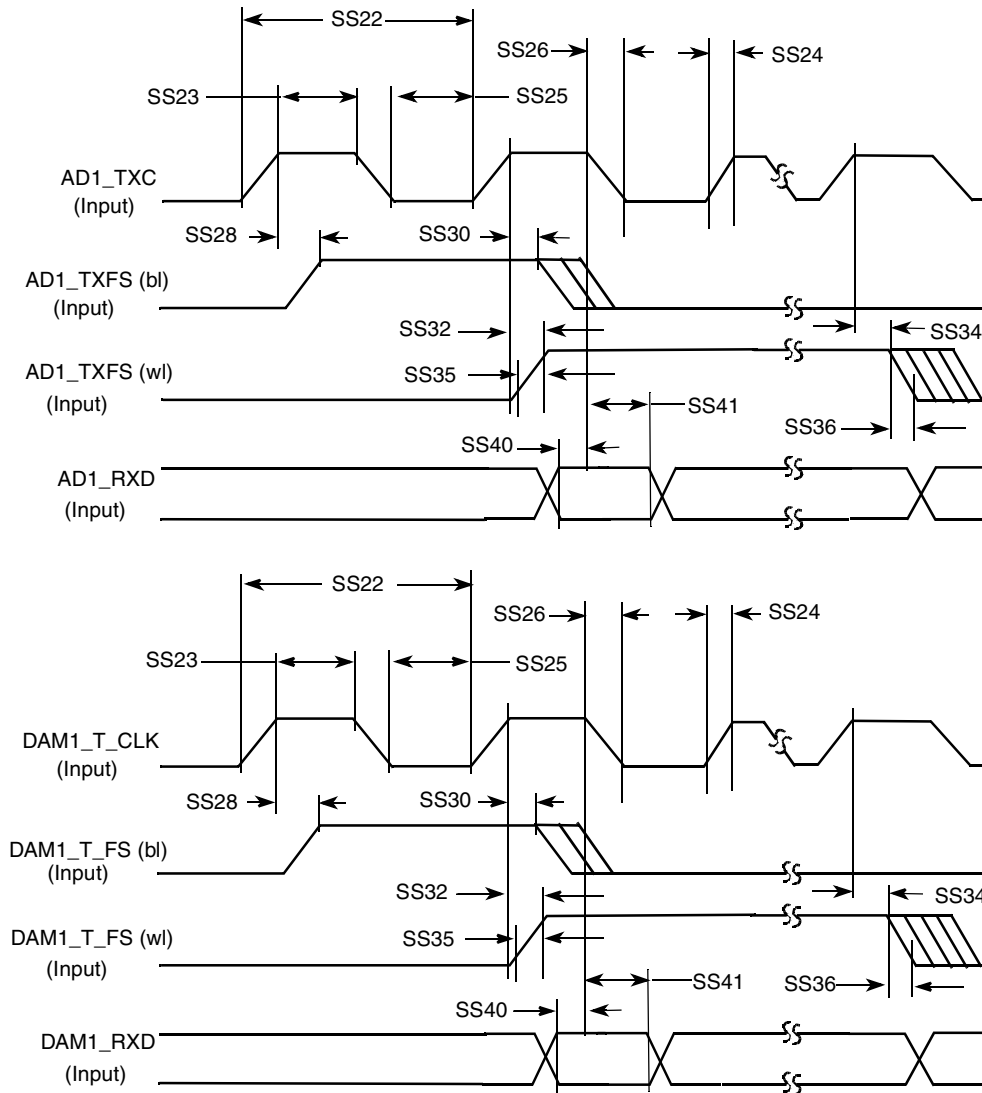 SS22
SS26
SS24
SS23
SS25
AD1_TXC
(Input)
SS28
SS30
AD1_TXFS (bl)
(Input)
SS32
SS34
SS35
AD1_TXFS (wl)
(Input)
SS41
SS36
SS40
AD1_RXD
(Input)
SS22
SS26
SS24
SS23
SS25
DAM1_T_CLK
(Input)
SS28
SS30
DAM1_T_FS (bl)
(Input)
SS32
SS34
SS35
DAM1_T_FS (wl)
(Input)
SS41
SS36
SS40
DAM1_RXD
(Input)